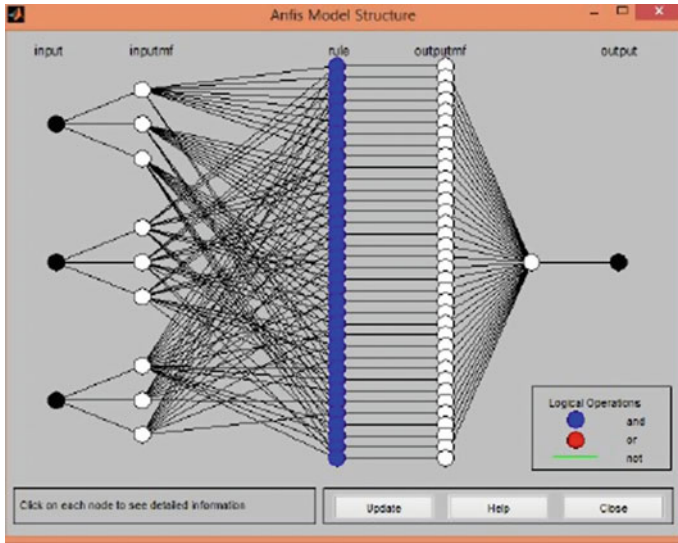 Anfis Model Structure
input inputmf rule outputmf output
Logical Operations
and
or
not
Click on each node to see detailed information
Update Help Close